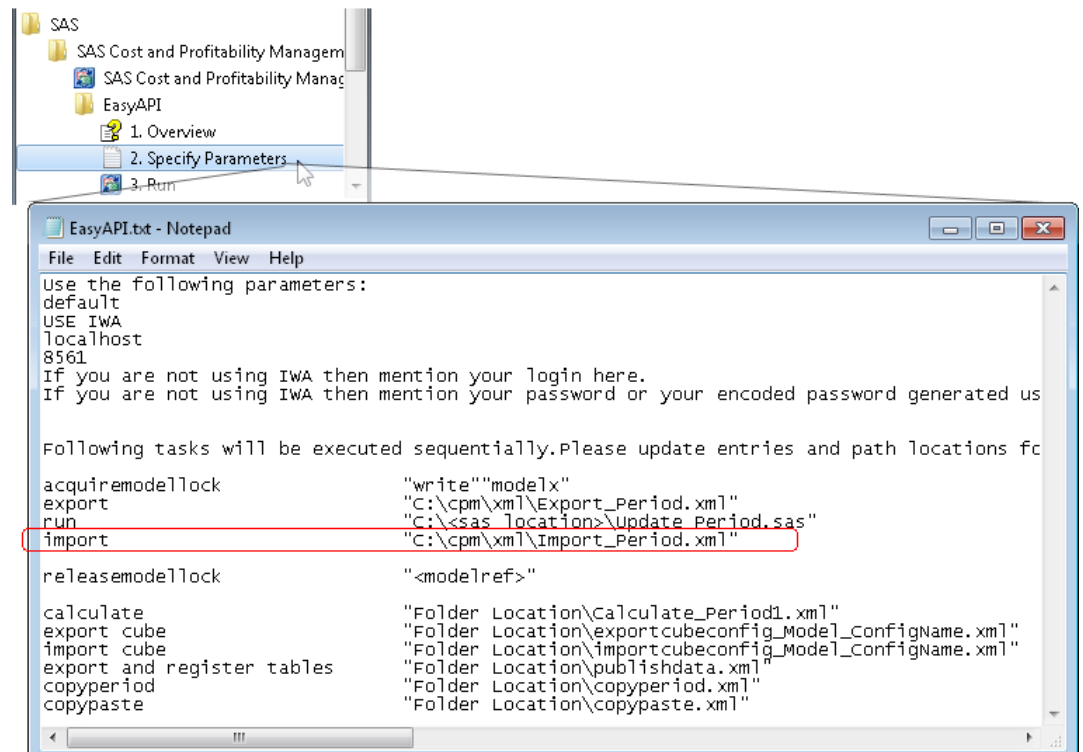 SAS
SAS Cost and Profitability Managem
SAS Cost and Profitability Manag
EasyAPI
1. Overview
2. Specify Parameters
3. Run
EasyAPI.txt - Notepad
File Edit Format View Help
Use the following parameters:
default
USE IWA
localhost
8561
If you are not using IWA then mention your login here.
If you are not using IWA then mention your password or your encoded password generated us
Following tasks will be executed sequentially.Please update entries and path locations fo
acquiremodellock "write""modelx"
export "C:\cpm\xml\Export_Period.xml"
run "C:\<sas location>\Update Period.sas"
import "C:\cpm\xml\Import_Period.xml"
releasemodellock "<modelref>"
calculate "Folder Location\Calculate_Period1.xml"
export cube "Folder Location\exportcubeconfig_Model_ConfigName.xml"
import cube "Folder Location\importcubeconfig_Model_ConfigName.xml"
export and register tables "Folder Location\publishdata.xml"
copyperiod "Folder Location\copyperiod.xml"
copypaste "Folder Location\copypaste.xml"